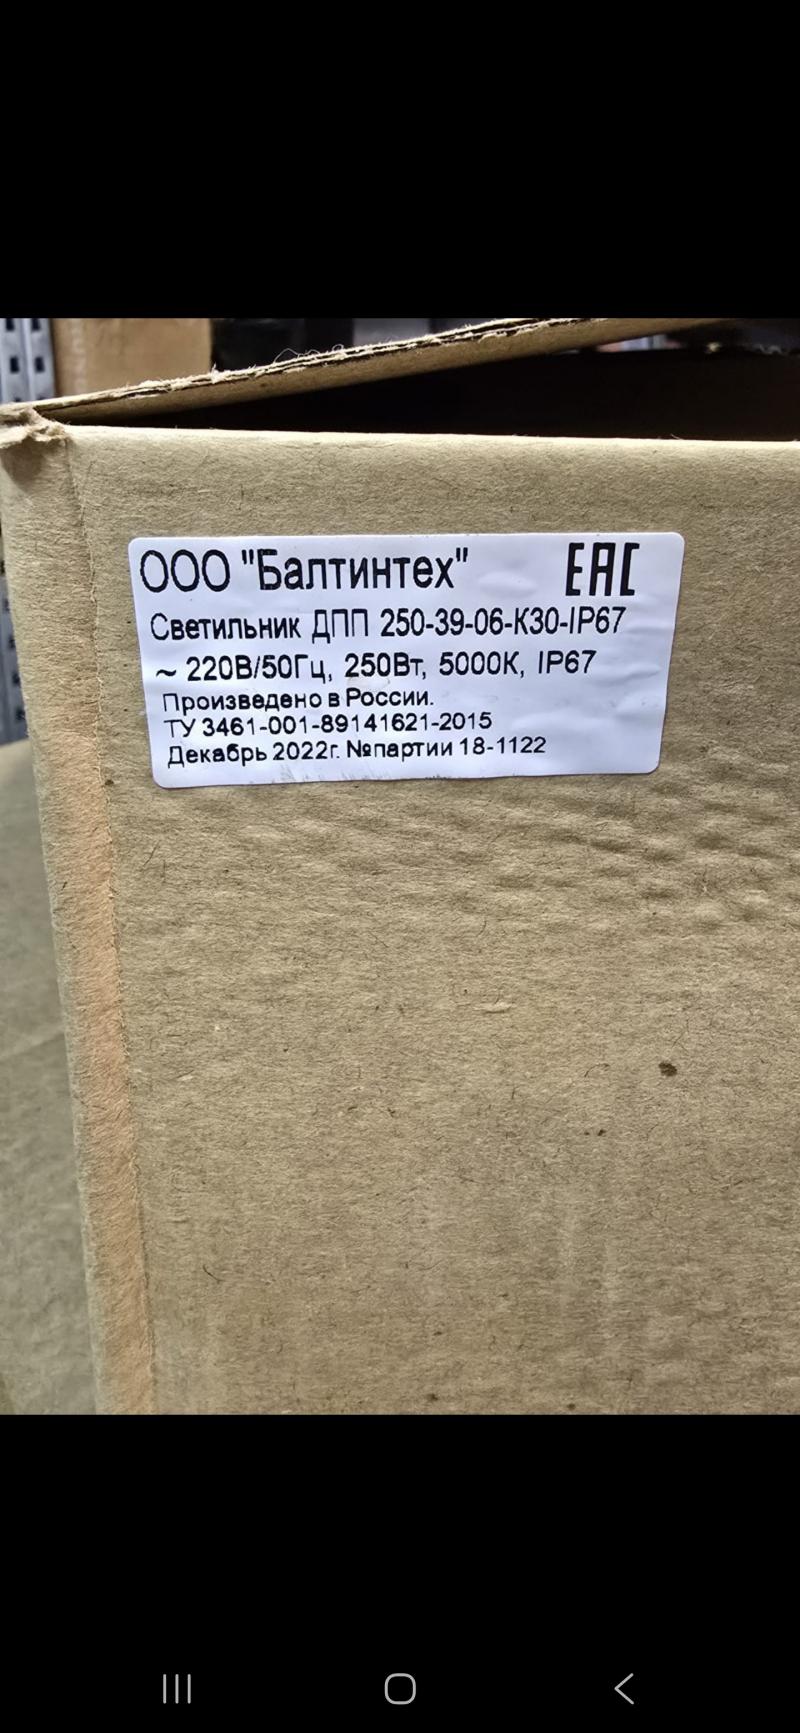 ООО "Балтинтех" ЕАС
Светильник ДПП 250-39-06-К30-IP67
~ 220В/50Гц, 250Вт, 5000К, IP67
Произведено в России.
ТУ 3461-001-89141621-2015
Декабрь 2022г. №партии 18-1122